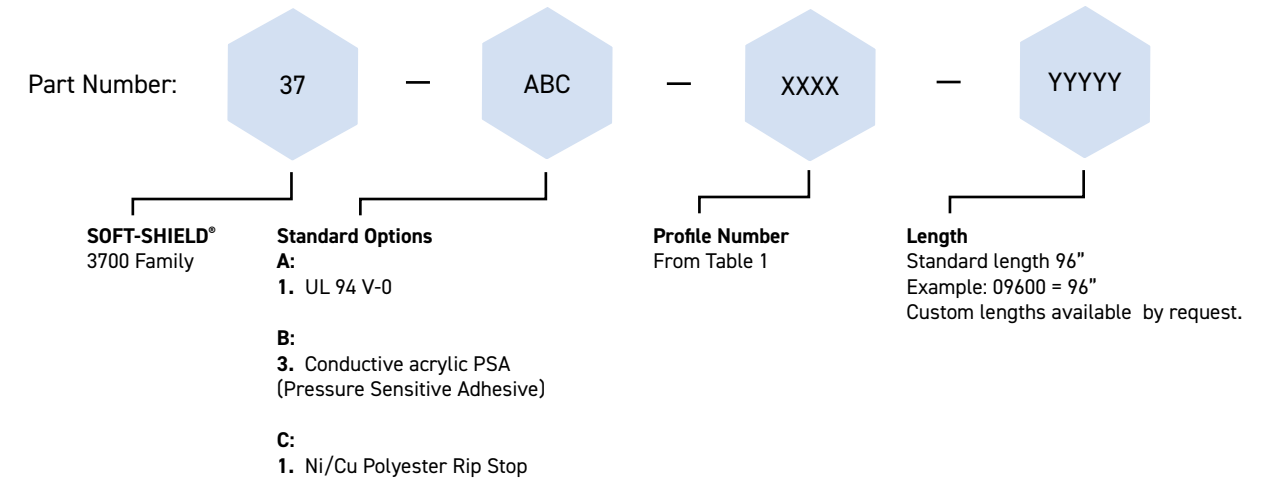 Part Number: 37 — ABC — XXXX — YYYYY
SOFT-SHIELD®
3700 Family
Standard Options
A:
1. UL 94 V-0
B:
3. Conductive acrylic PSA
(Pressure Sensitive Adhesive)
C:
1. Ni/Cu Polyester Rip Stop
Profile Number
From Table 1
Length
Standard length 96”
Example: 09600 = 96”
Custom lengths available by request.